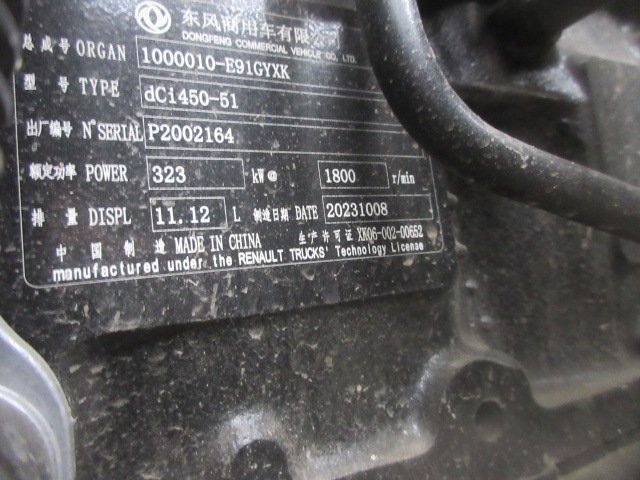 东风商用车有限公司
DONGFENG COMMERCIAL VEHICLE CO., LTD.
总成号 ORGAN 1000010-E91GYXK
型号 TYPE dCi450-51
出厂编号 N° SERIAL P2002164
额定功率 POWER 323 kW@ 1800 r/min
排量 DISPL 11.12 L 制造日期 DATE 20231008
中国制造 MADE IN CHINA 生产许可证 XK06-002-00652
manufactured under the RENAULT TRUCKS' Technology License